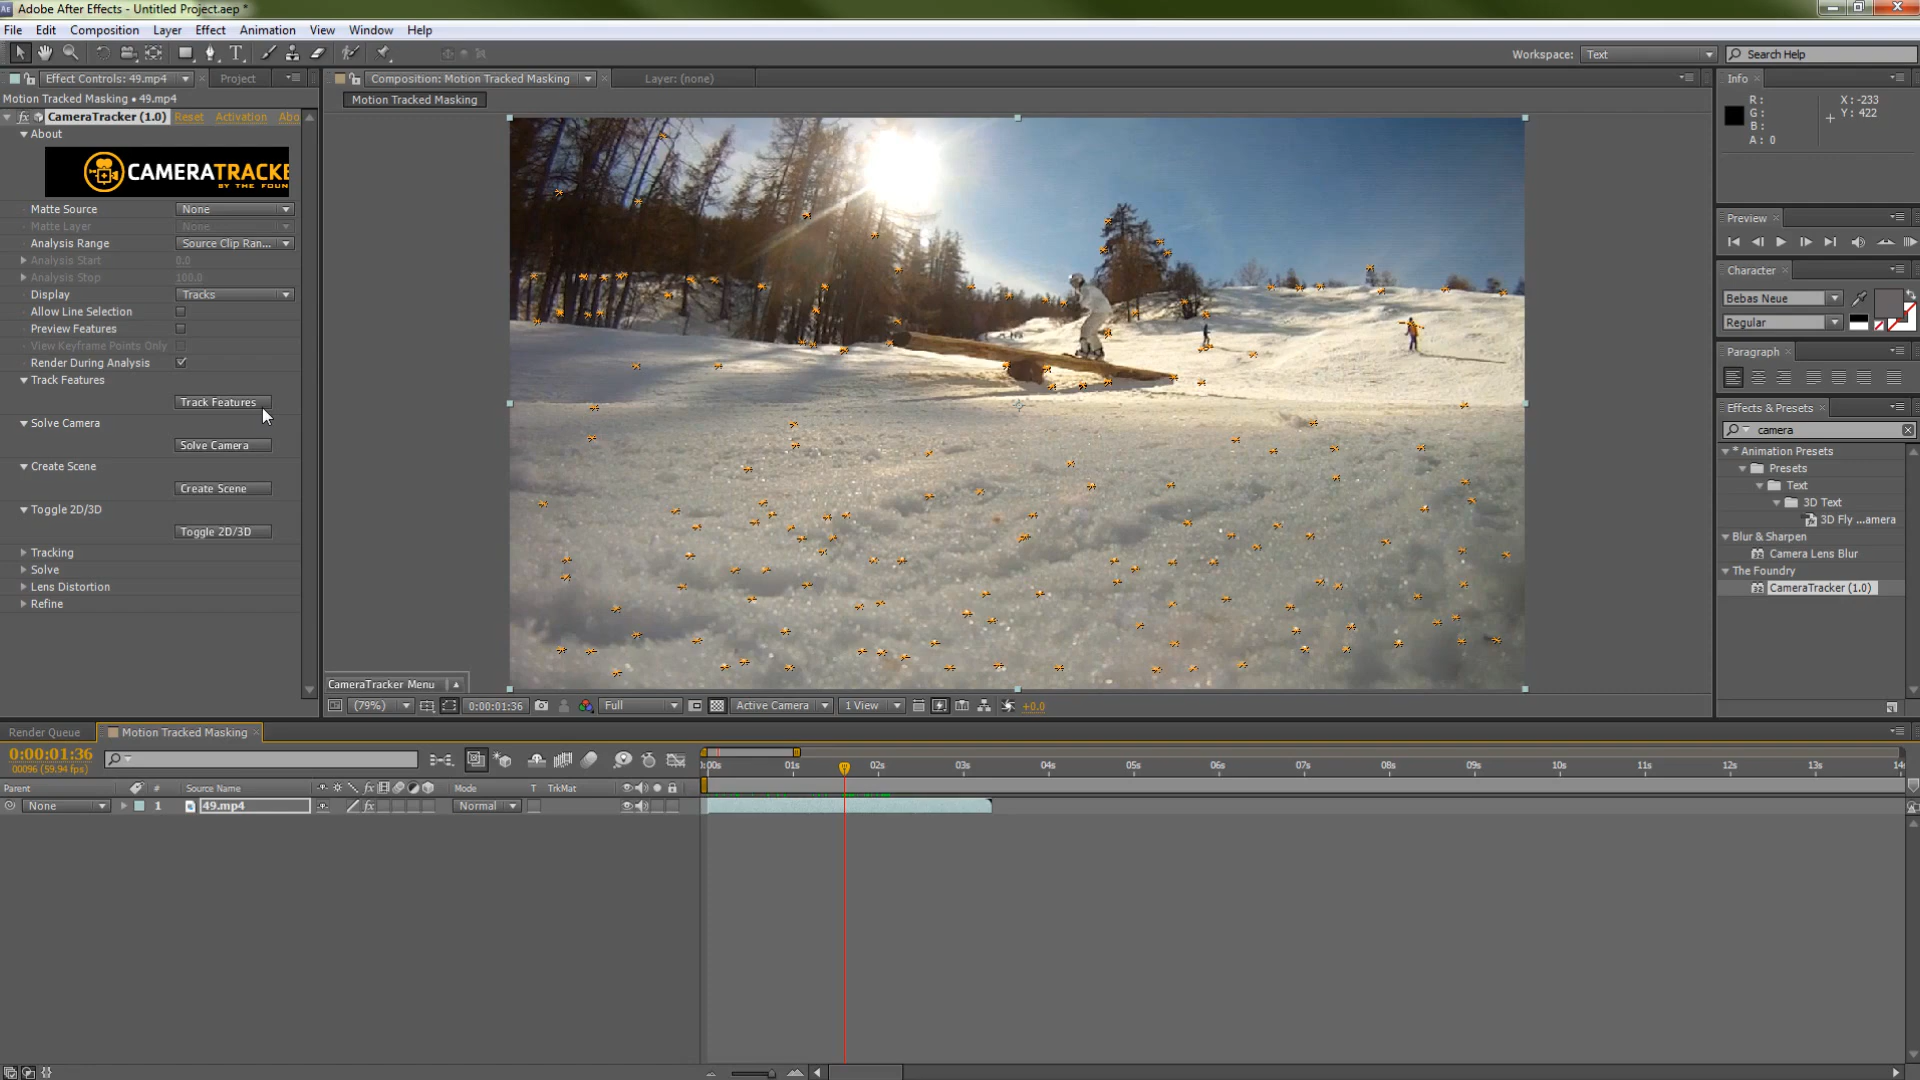 Adobe After Effects - Untitled Project.aep *
File Edit Composition Layer Effect Animation View Window Help
Workspace: Text Search Help
Effect Controls: 49.mp4 Project
Motion Tracked Masking • 49.mp4
fx CameraTracker (1.0) Reset Activation Abo
About
CAMERATRACKE
BY THE FOUN
Matte Source None
Matte Layer None
Analysis Range Source Clip Ran...
Analysis Start 0.0
Analysis Stop 100.0
Display Tracks
Allow Line Selection
Preview Features
View Keyframe Points Only
Render During Analysis
Track Features
Track Features
Solve Camera
Solve Camera
Create Scene
Create Scene
Toggle 2D/3D
Toggle 2D/3D
Tracking
Solve
Lens Distortion
Refine
Composition: Motion Tracked Masking Layer: (none)
Motion Tracked Masking
CameraTracker Menu
(79%) 0:00:01:36 Full Active Camera 1 View +0.0
Info
R: X: -233
G: Y: 422
B:
A: 0
Preview
Character
Bebas Neue
Regular
Paragraph
Effects & Presets
camera
* Animation Presets
Presets
Text
3D Text
3D Fly ...amera
Blur & Sharpen
Camera Lens Blur
The Foundry
CameraTracker (1.0)
Render Queue Motion Tracked Masking
0:00:01:36
00096 (59.94 fps)
Parent # Source Name fx Mode T TrkMat
None 1 49.mp4 fx Normal
:00s 01s 02s 03s 04s 05s 06s 07s 08s 09s 10s 11s 12s 13s 14